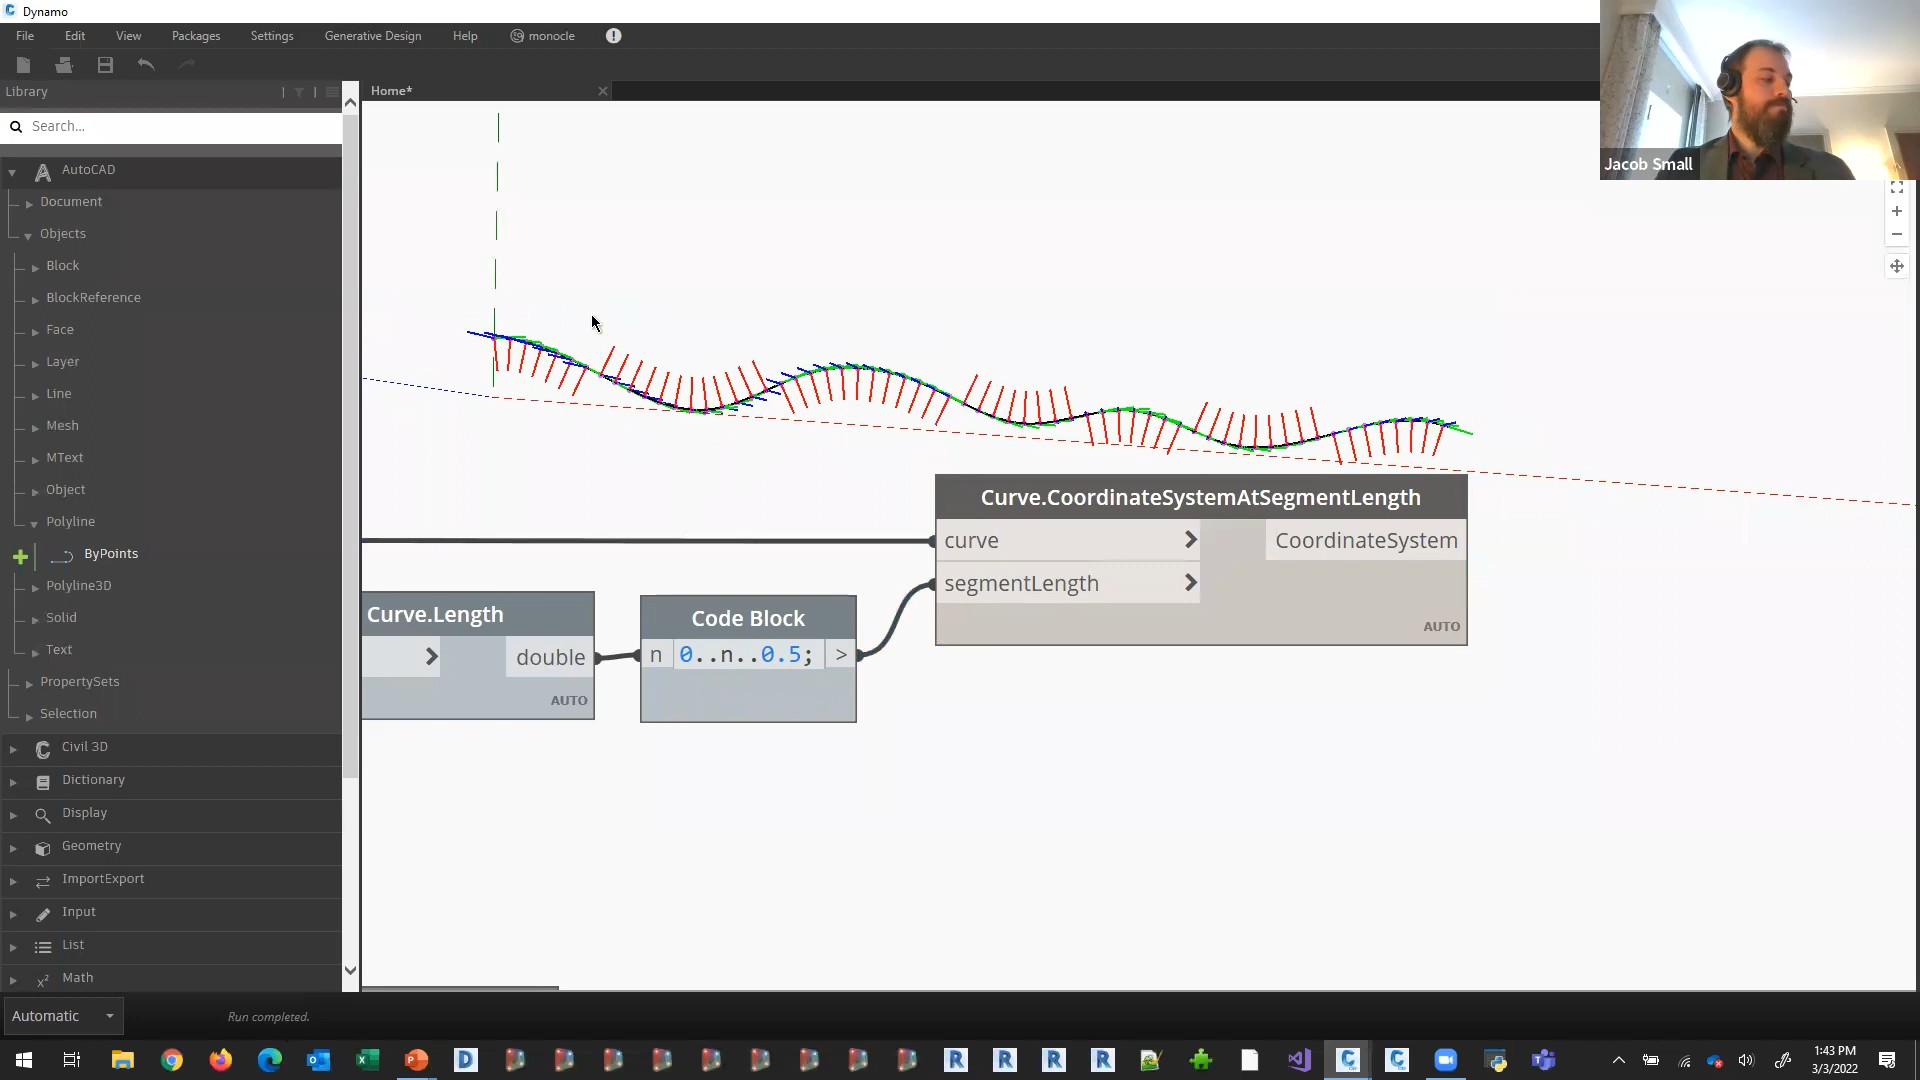 Dynamo
File Edit View Packages Settings Generative Design Help monocle
Library
Home*
Search...
Jacob Small
AutoCAD
Document
Objects
Block
BlockReference
Face
Layer
Line
Mesh
MText
Object
Polyline
ByPoints
Polyline3D
Solid
Text
PropertySets
Selection
Civil 3D
Dictionary
Display
Geometry
ImportExport
Input
List
Math
Curve.CoordinateSystemAtSegmentLength
curve > CoordinateSystem
segmentLength >
AUTO
Curve.Length
> double
AUTO
Code Block
n 0..n..0.5; >
Automatic
Run completed.
1:43 PM
3/3/2022